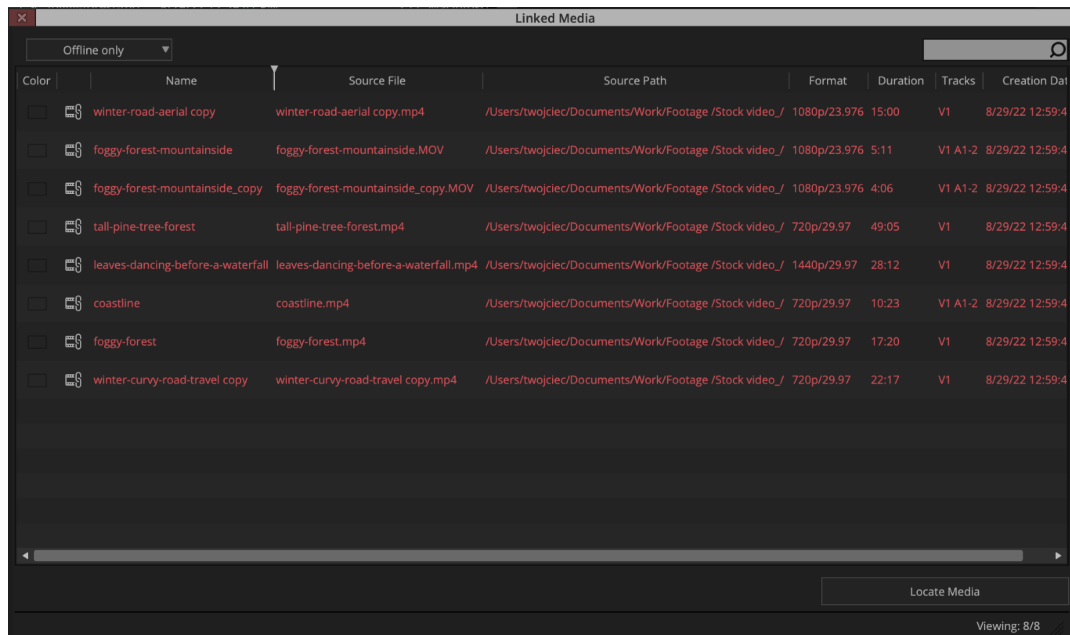 Linked Media
Offline only
Color Name Source File Source Path Format Duration Tracks Creation Dat
winter-road-aerial copy winter-road-aerial copy.mp4 /Users/twojciec/Documents/Work/Footage /Stock video_/ 1080p/23.976 15:00 V1 8/29/22 12:59:4
foggy-forest-mountainside foggy-forest-mountainside.MOV /Users/twojciec/Documents/Work/Footage /Stock video_/ 1080p/23.976 5:11 V1 A1-2 8/29/22 12:59:4
foggy-forest-mountainside_copy foggy-forest-mountainside_copy.MOV /Users/twojciec/Documents/Work/Footage /Stock video_/ 1080p/23.976 4:06 V1 A1-2 8/29/22 12:59:4
tall-pine-tree-forest tall-pine-tree-forest.mp4 /Users/twojciec/Documents/Work/Footage /Stock video_/ 720p/29.97 49:05 V1 8/29/22 12:59:4
leaves-dancing-before-a-waterfall leaves-dancing-before-a-waterfall.mp4 /Users/twojciec/Documents/Work/Footage /Stock video_/ 1440p/29.97 28:12 V1 8/29/22 12:59:4
coastline coastline.mp4 /Users/twojciec/Documents/Work/Footage /Stock video_/ 720p/29.97 10:23 V1 A1-2 8/29/22 12:59:4
foggy-forest foggy-forest.mp4 /Users/twojciec/Documents/Work/Footage /Stock video_/ 720p/29.97 17:20 V1 8/29/22 12:59:4
winter-curvy-road-travel copy winter-curvy-road-travel copy.mp4 /Users/twojciec/Documents/Work/Footage /Stock video_/ 720p/29.97 22:17 V1 8/29/22 12:59:4
Locate Media
Viewing: 8/8